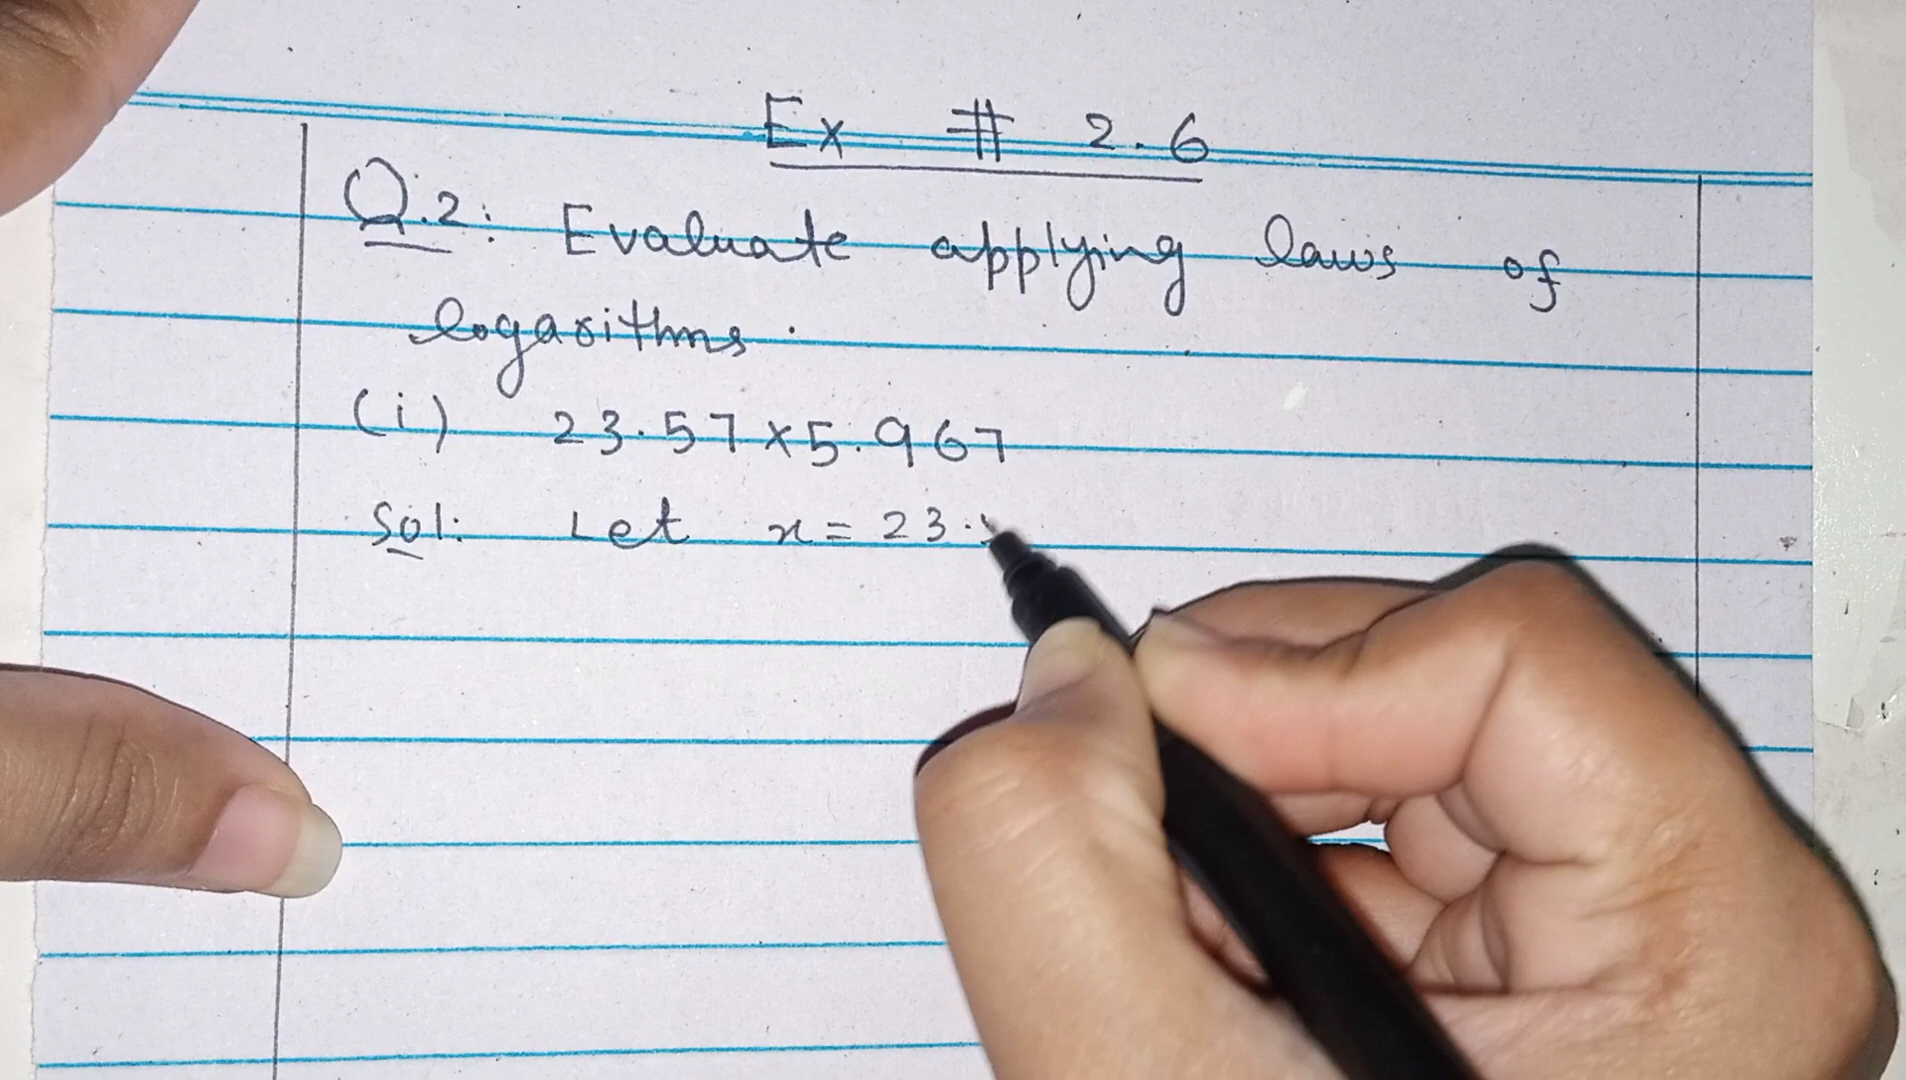 Ex # 2.6
Q.2: Evaluate applying laws of
logarithms.
(i) 23.57×5.967
Sol: Let x = 23.